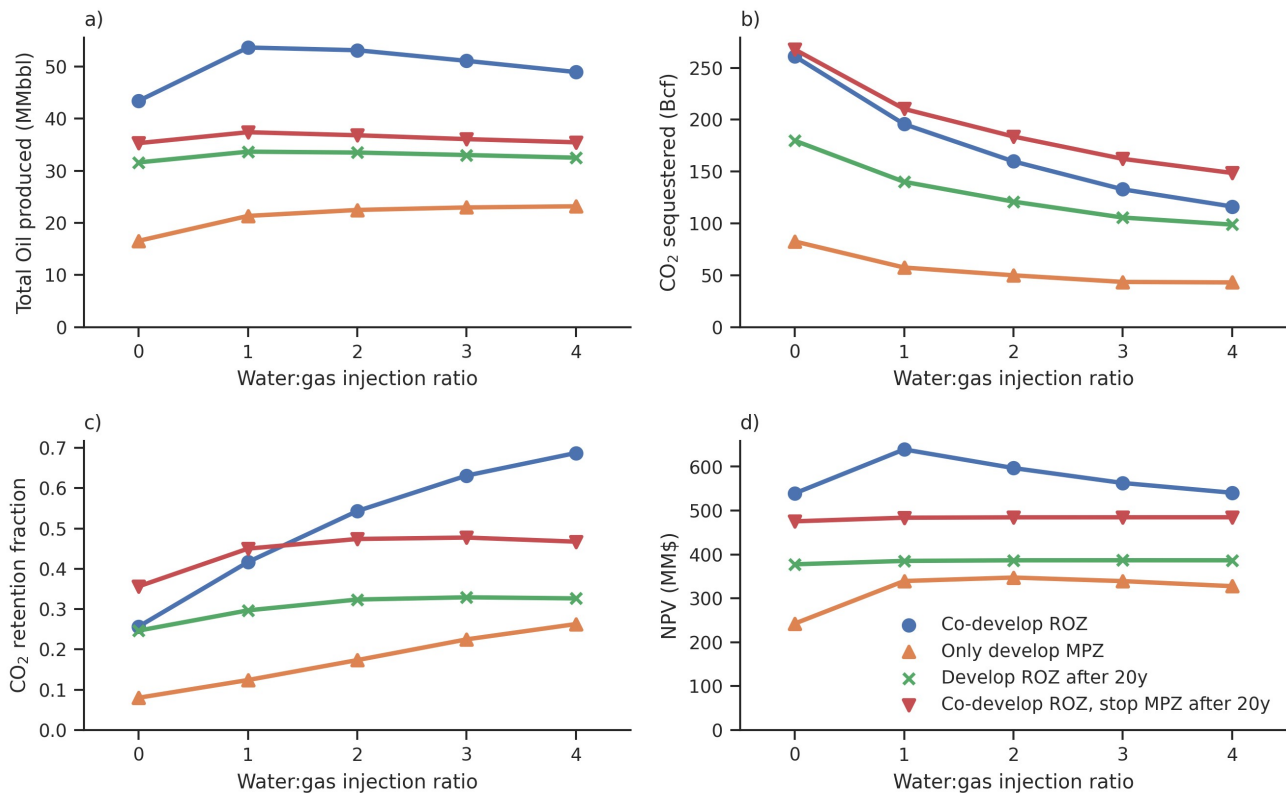 a)
Total Oil produced (MMbbl)
50
40
30
20
10
0
0 1 2 3 4
Water:gas injection ratio
b)
CO₂ sequestered (Bcf)
250
200
150
100
50
0
0 1 2 3 4
Water:gas injection ratio
c)
CO₂ retention fraction
0.7
0.6
0.5
0.4
0.3
0.2
0.1
0.0
0 1 2 3 4
Water:gas injection ratio
d)
NPV (MM$)
600
500
400
300
200
100
0
0 1 2 3 4
Water:gas injection ratio
Co-develop ROZ
Only develop MPZ
Develop ROZ after 20y
Co-develop ROZ, stop MPZ after 20y